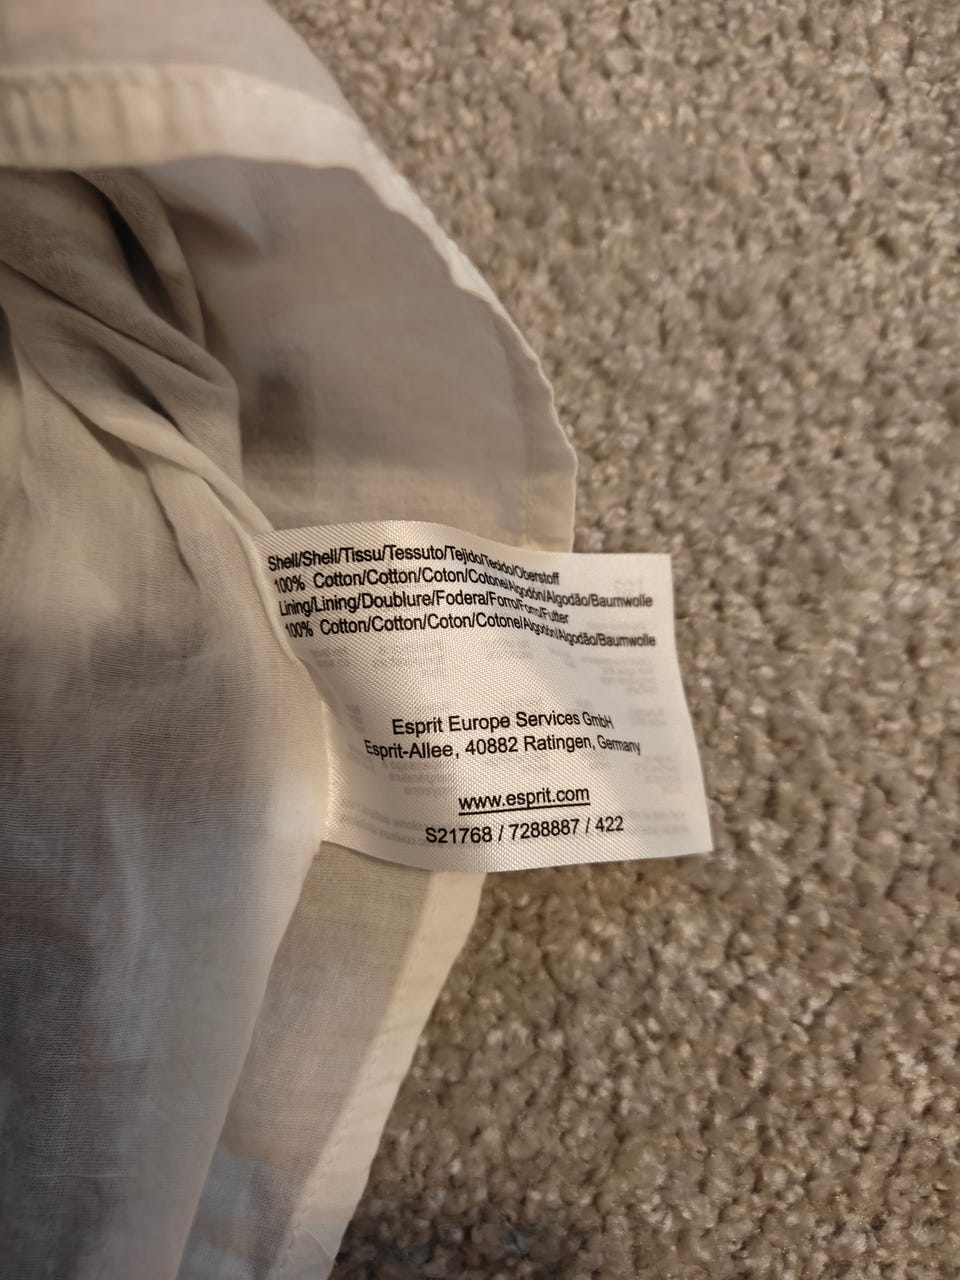 Shell/Shell/Tissu/Tessuto/Tejido/Tecido/Oberstoff
100% Cotton/Cotton/Coton/Cotone/Algodón/Algodão/Baumwolle
Lining/Lining/Doublure/Fodera/Forro/Forro/Futter
100% Cotton/Cotton/Coton/Cotone/Algodón/Algodão/Baumwolle
Esprit Europe Services GmbH
Esprit-Allee, 40882 Ratingen, Germany
www.esprit.com
S21768 / 7288887 / 422